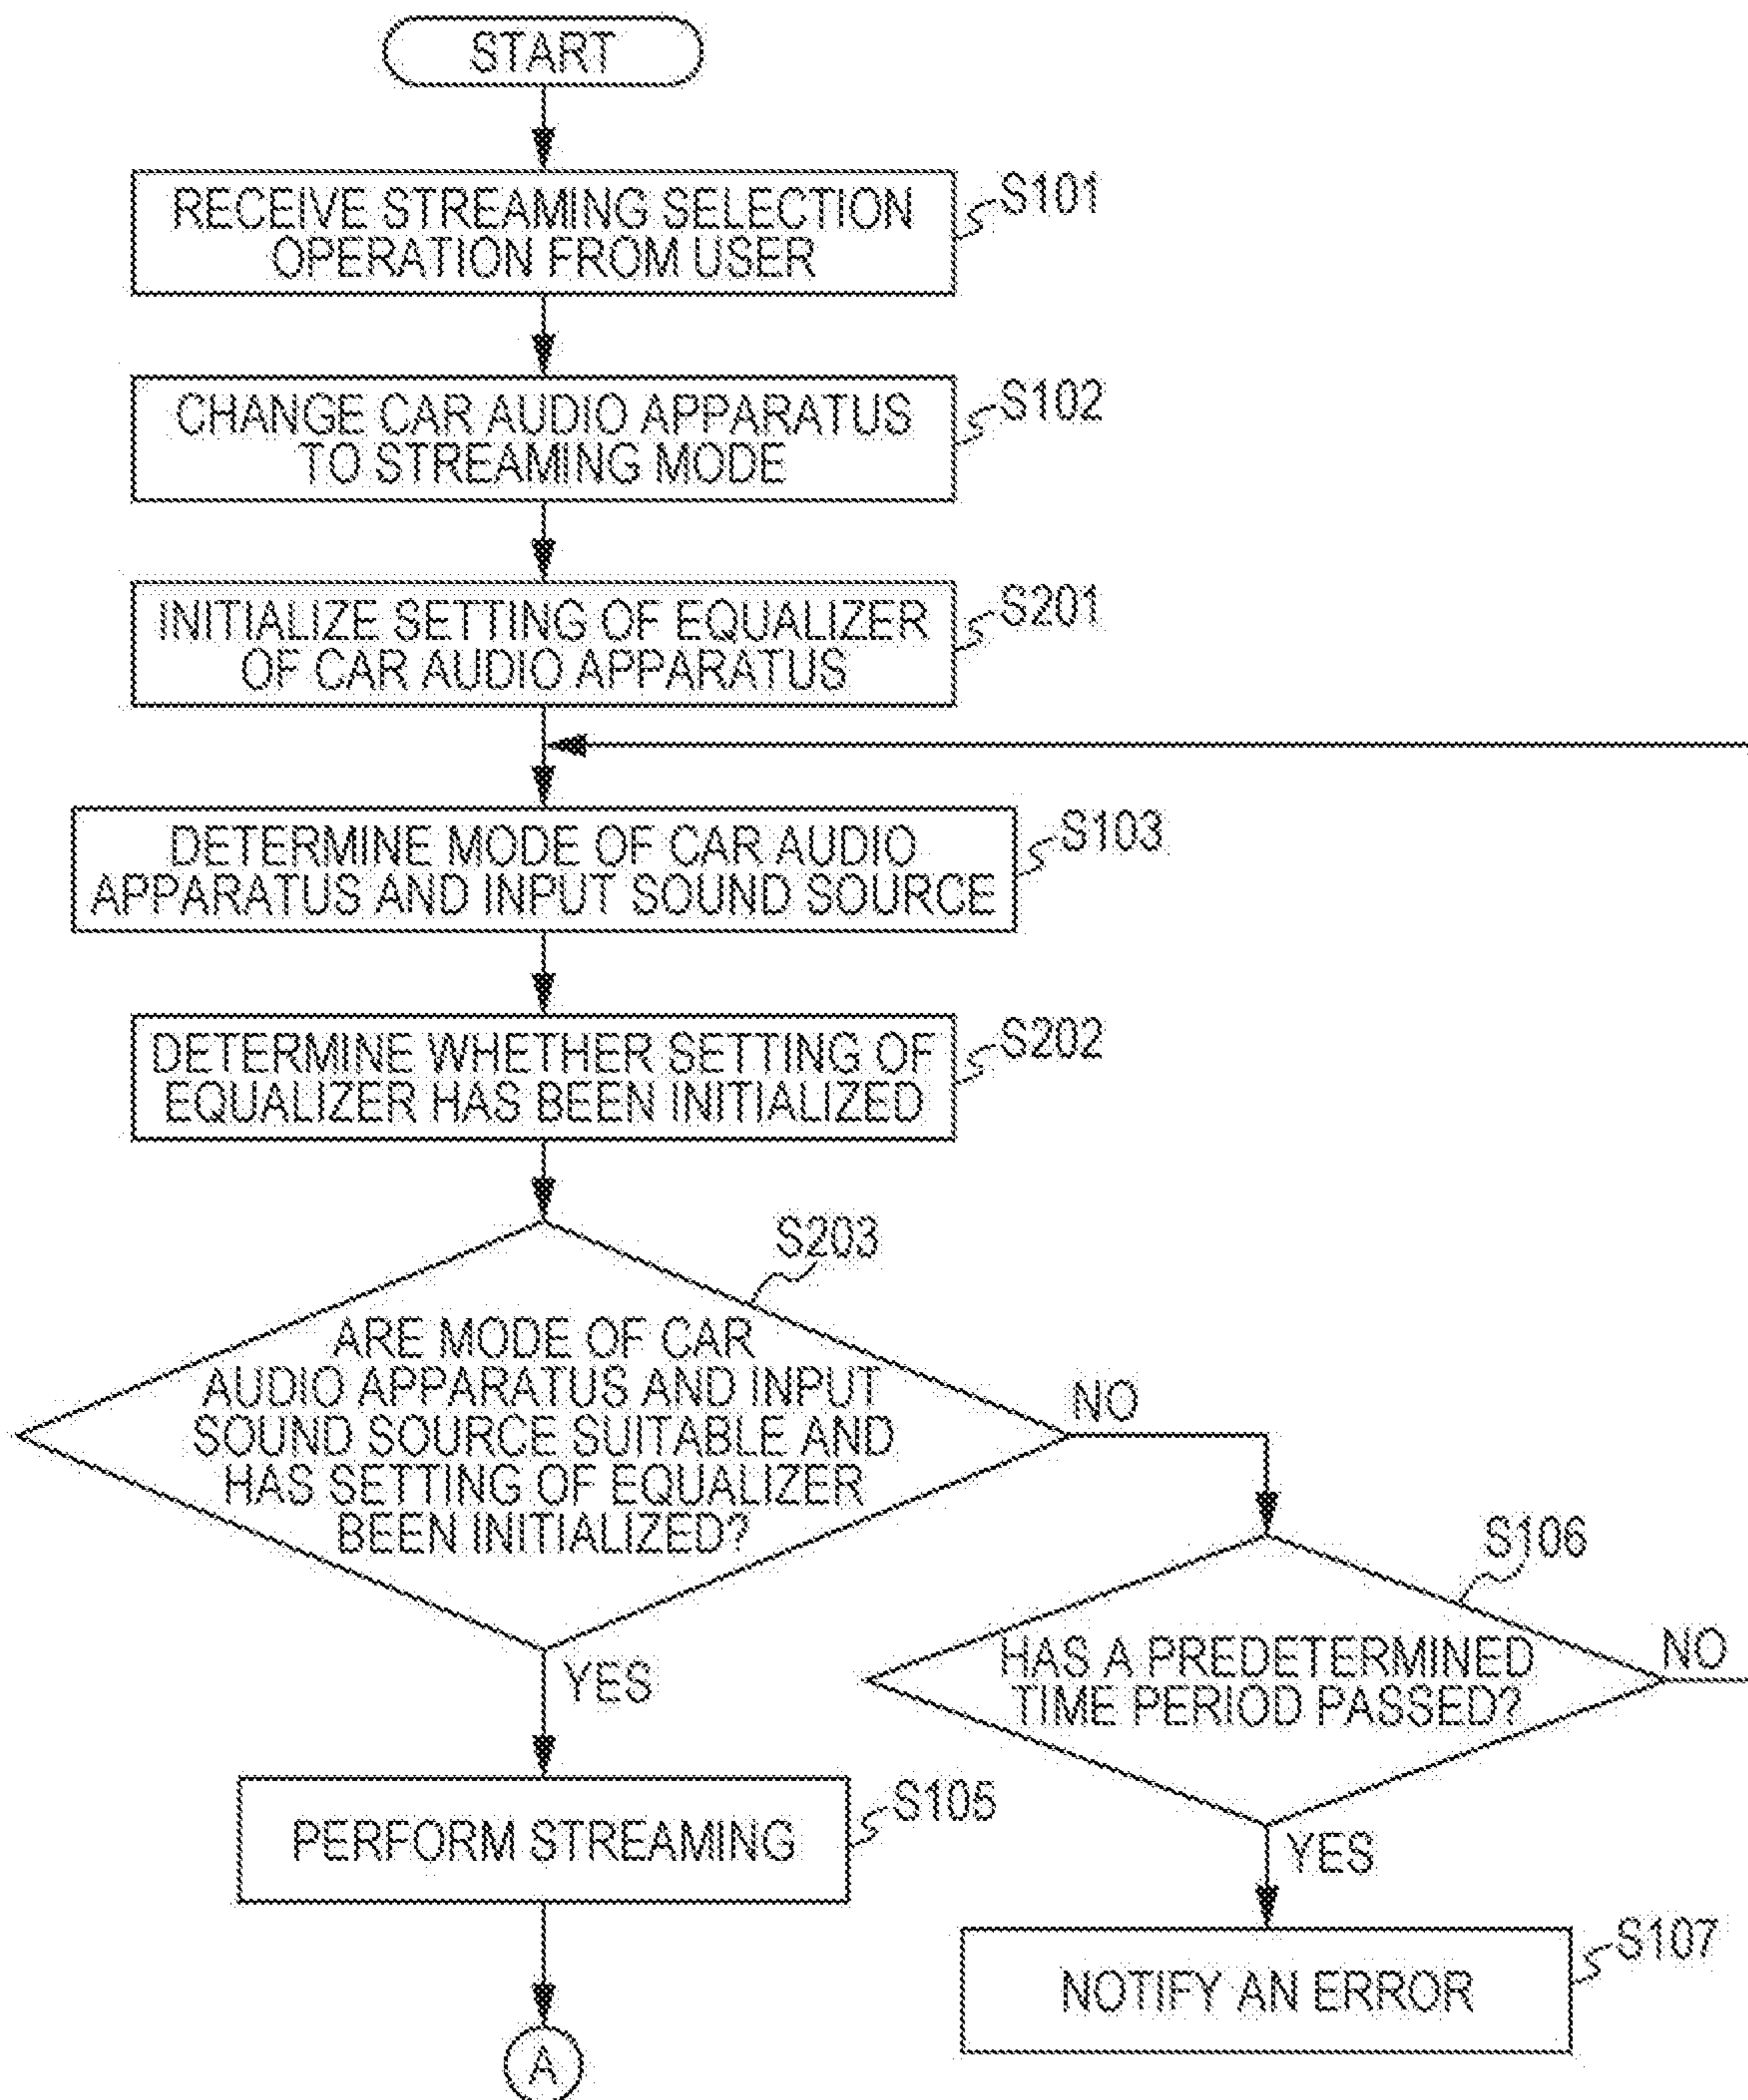 START
RECEIVE STREAMING SELECTION
OPERATION FROM USER
S101
CHANGE CAR AUDIO APPARATUS
TO STREAMING MODE
S102
INITIALIZE SETTING OF EQUALIZER
OF CAR AUDIO APPARATUS
S201
DETERMINE MODE OF CAR AUDIO
APPARATUS AND INPUT SOUND SOURCE
S103
DETERMINE WHETHER SETTING OF
EQUALIZER HAS BEEN INITIALIZED
S202
S203
ARE MODE OF CAR
AUDIO APPARATUS AND INPUT
SOUND SOURCE SUITABLE AND
HAS SETTING OF EQUALIZER
BEEN INITIALIZED?
NO
YES
S106
HAS A PREDETERMINED
TIME PERIOD PASSED?
NO
YES
PERFORM STREAMING
S105
NOTIFY AN ERROR
S107
A